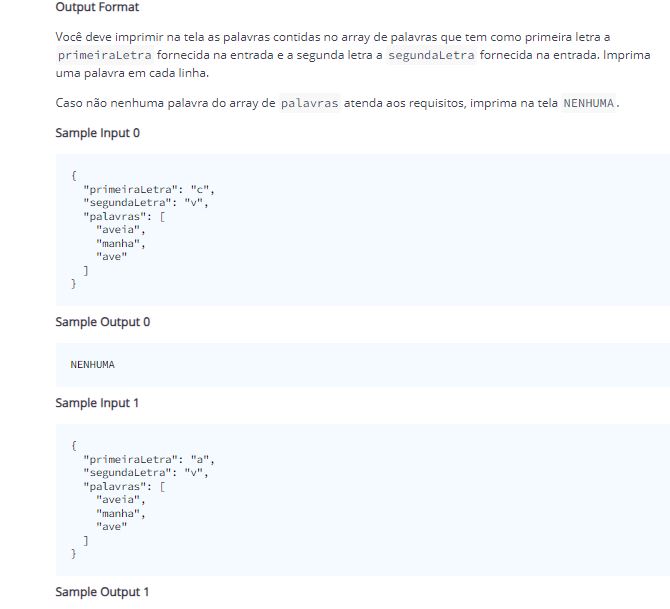 Output Format
Você deve imprimir na tela as palavras contidas no array de palavras que tem como primeira letra a
primeiraLetra fornecida na entrada e a segunda letra a segundaLetra fornecida na entrada. Imprima
uma palavra em cada linha.
Caso não nenhuma palavra do array de palavras atenda aos requisitos, imprima na tela NENHUMA.
Sample Input 0
{
"primeiraLetra": "c",
"segundaLetra": "v",
"palavras": [
"aveia",
"manha",
"ave"
]
}
Sample Output 0
NENHUMA
Sample Input 1
{
"primeiraLetra": "a",
"segundaLetra": "v",
"palavras": [
"aveia",
"manha",
"ave"
]
}
Sample Output 1